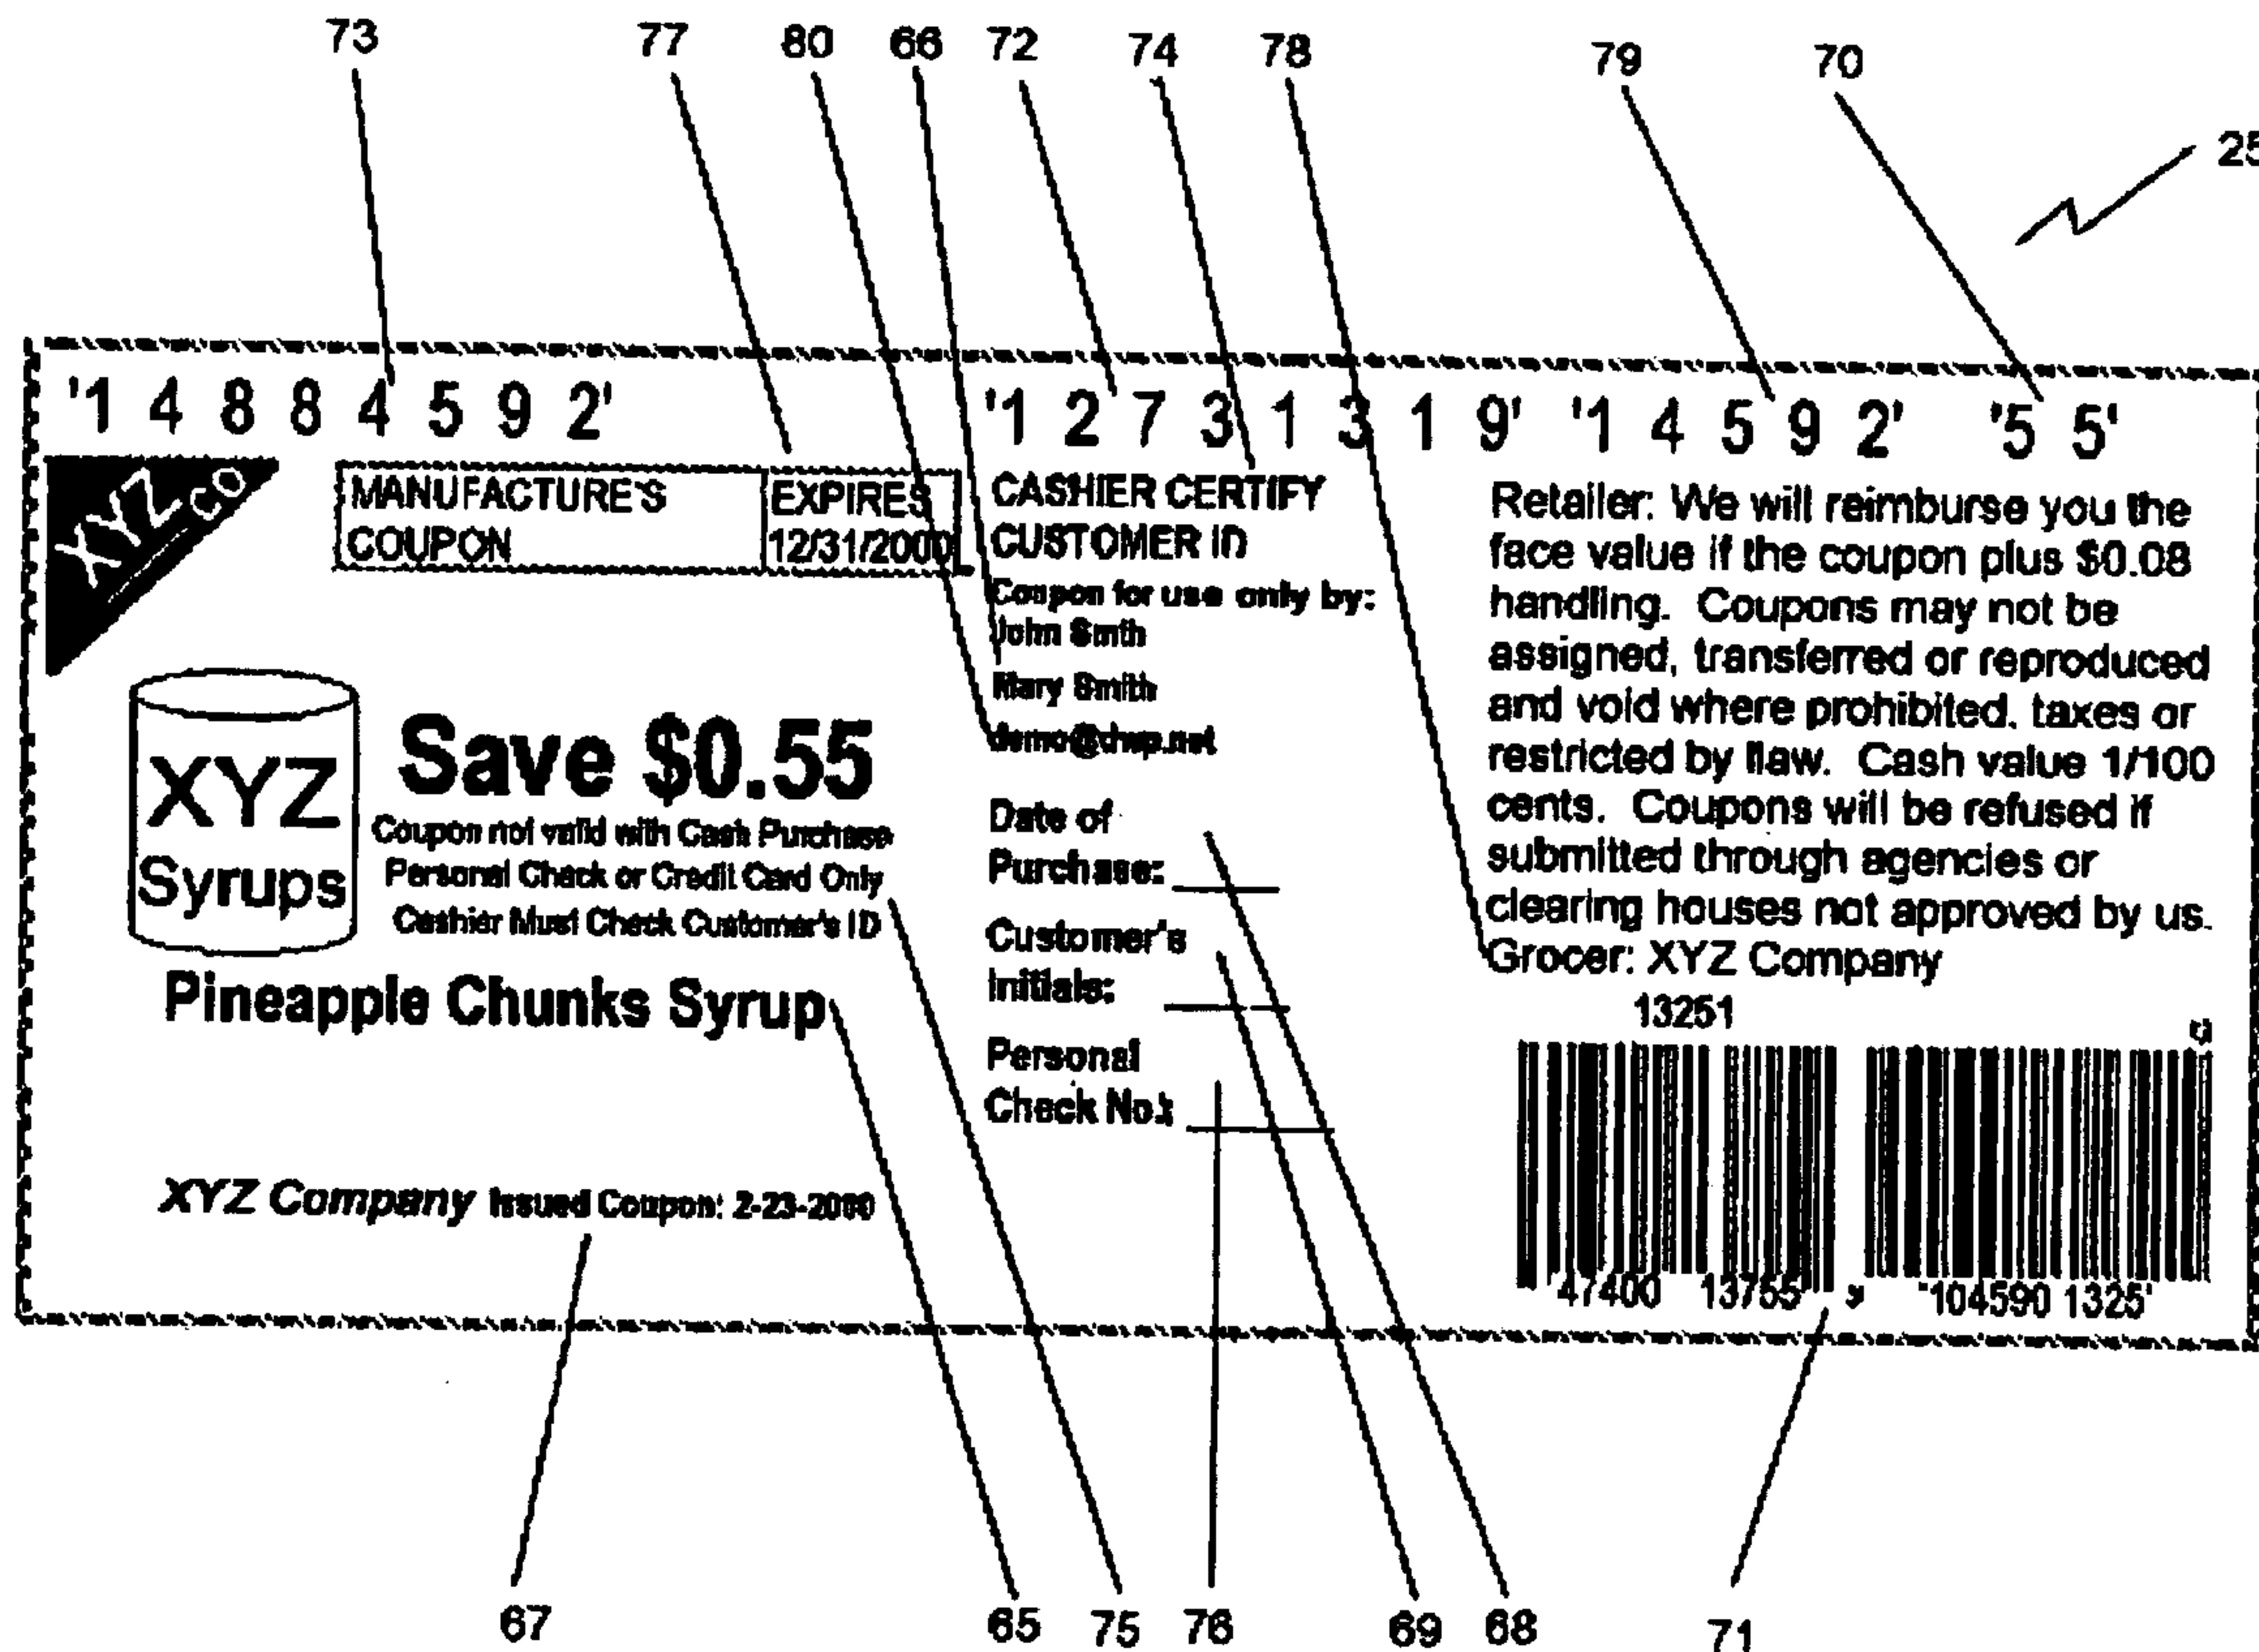 73 77 80 66 72 74 78 79 70
25
'1 4 8 8 4 5 9 2' '1 2 7 3 1 3 1 9' '1 4 5 9 2' '5 5'
XYZ CO
MANUFACTURE'S
COUPON
EXPIRES
12/31/2000
XYZ
Syrups
Save $0.55
Coupon not valid with Cash Purchase
Personal Check or Credit Card Only
Cashier Must Check Customer's ID
Pineapple Chunks Syrup
XYZ Company Issued Coupon: 2-23-2000
CASHIER CERTIFY
CUSTOMER ID
Coupon for use only by:
John Smth
Mary Smith
Date of
Purchase:
Customer's
Initials:
Personal
Check No.:
Retailer: We will reimburse you the
face value if the coupon plus $0.08
handling. Coupons may not be
assigned, transferred or reproduced
and void where prohibited. taxes or
restricted by llaw. Cash value 1/100
cents. Coupons will be refused if
submitted through agencies or
clearing houses not approved by us.
Grocer: XYZ Company
13251
47400 13755 '104590 1325'
67 65 75 76 69 68 71